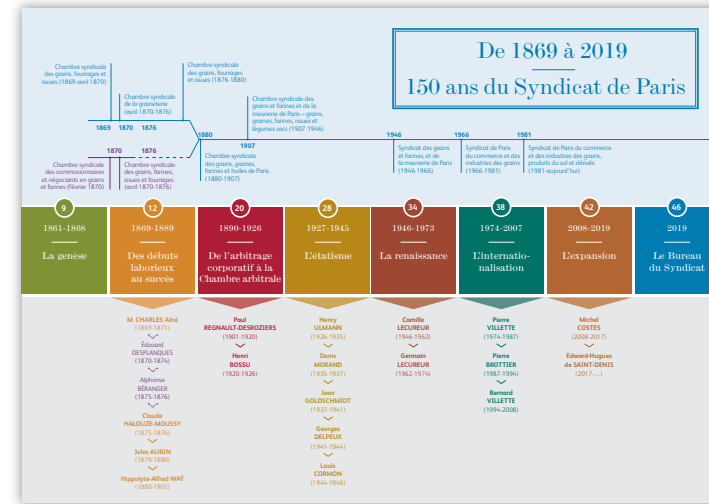 De 1869 à 2019
150 ans du Syndicat de Paris
Chambre syndicale
des grains, fourrages et
issues (1869-avril 1870)
Chambre syndicale
de la graineterie
(avril 1870-1876)
Chambre syndicale
des grains, fourrages
et issues (1876-1880)
Chambre syndicale des
grains et farines et de la
meunerie de Paris – grains,
graines, farines, issues et
légumes secs (1907-1946)
1869
1870
1876
1880
1907
1946
1966
1981
1870
1876
Chambre syndicale
des commissionnaires
et négociants en grains
et farines (février 1870)
Chambre syndicale
des grains, farines,
issues et fourrages
(avril 1870-1876)
Chambre syndicale
des grains, graines,
farines et huiles de Paris
(1880-1907)
Syndicat des grains
et farines, et de
la meunerie de Paris
(1946-1966)
Syndicat de Paris
du commerce et des
industries des grains
(1966-1981)
Syndicat de Paris du commerce
et des industries des grains,
produits du sol et dérivés
(1981-aujourd'hui)
9
1861-1868
La genèse
12
1869-1889
Des débuts
laborieux
au succès
20
1890-1926
De l'arbitrage
corporatif à la
Chambre arbitrale
28
1927-1945
L'étatisme
34
1946-1973
La renaissance
38
1974-2007
L'internatio-
nalisation
42
2008-2019
L'expansion
46
2019
Le Bureau
du Syndicat
M. CHARLES Aîné
(1869-1871)
Édouard
DESPLANQUES
(1870-1874)
Alphonse
BÉRANGER
(1875-1876)
Claude
HALOUZE-MOUSSY
(1875-1876)
Jules AUBIN
(1879-1880)
Hippolyte-Alfred WAŸ
(1880-1901)
Paul
REGNAULT-DESROZIERS
(1901-1920)
Henri
BOSSU
(1920-1926)
Henry
ULMANN
(1926-1935)
Denis
MORAND
(1935-1937)
Jean
GOLDSCHMIDT
(1937-1941)
Georges
DELPEUX
(1941-1944)
Louis
CORMON
(1944-1946)
Camille
LECUREUR
(1946-1962)
Germain
LECUREUR
(1962-1974)
Pierre
VILLETTE
(1974-1987)
Pierre
BROTTIER
(1987-1994)
Bernard
VILLETTE
(1994-2008)
Michel
COSTES
(2008-2017)
Edward-Hugues
de SAINT-DENIS
(2017-...)